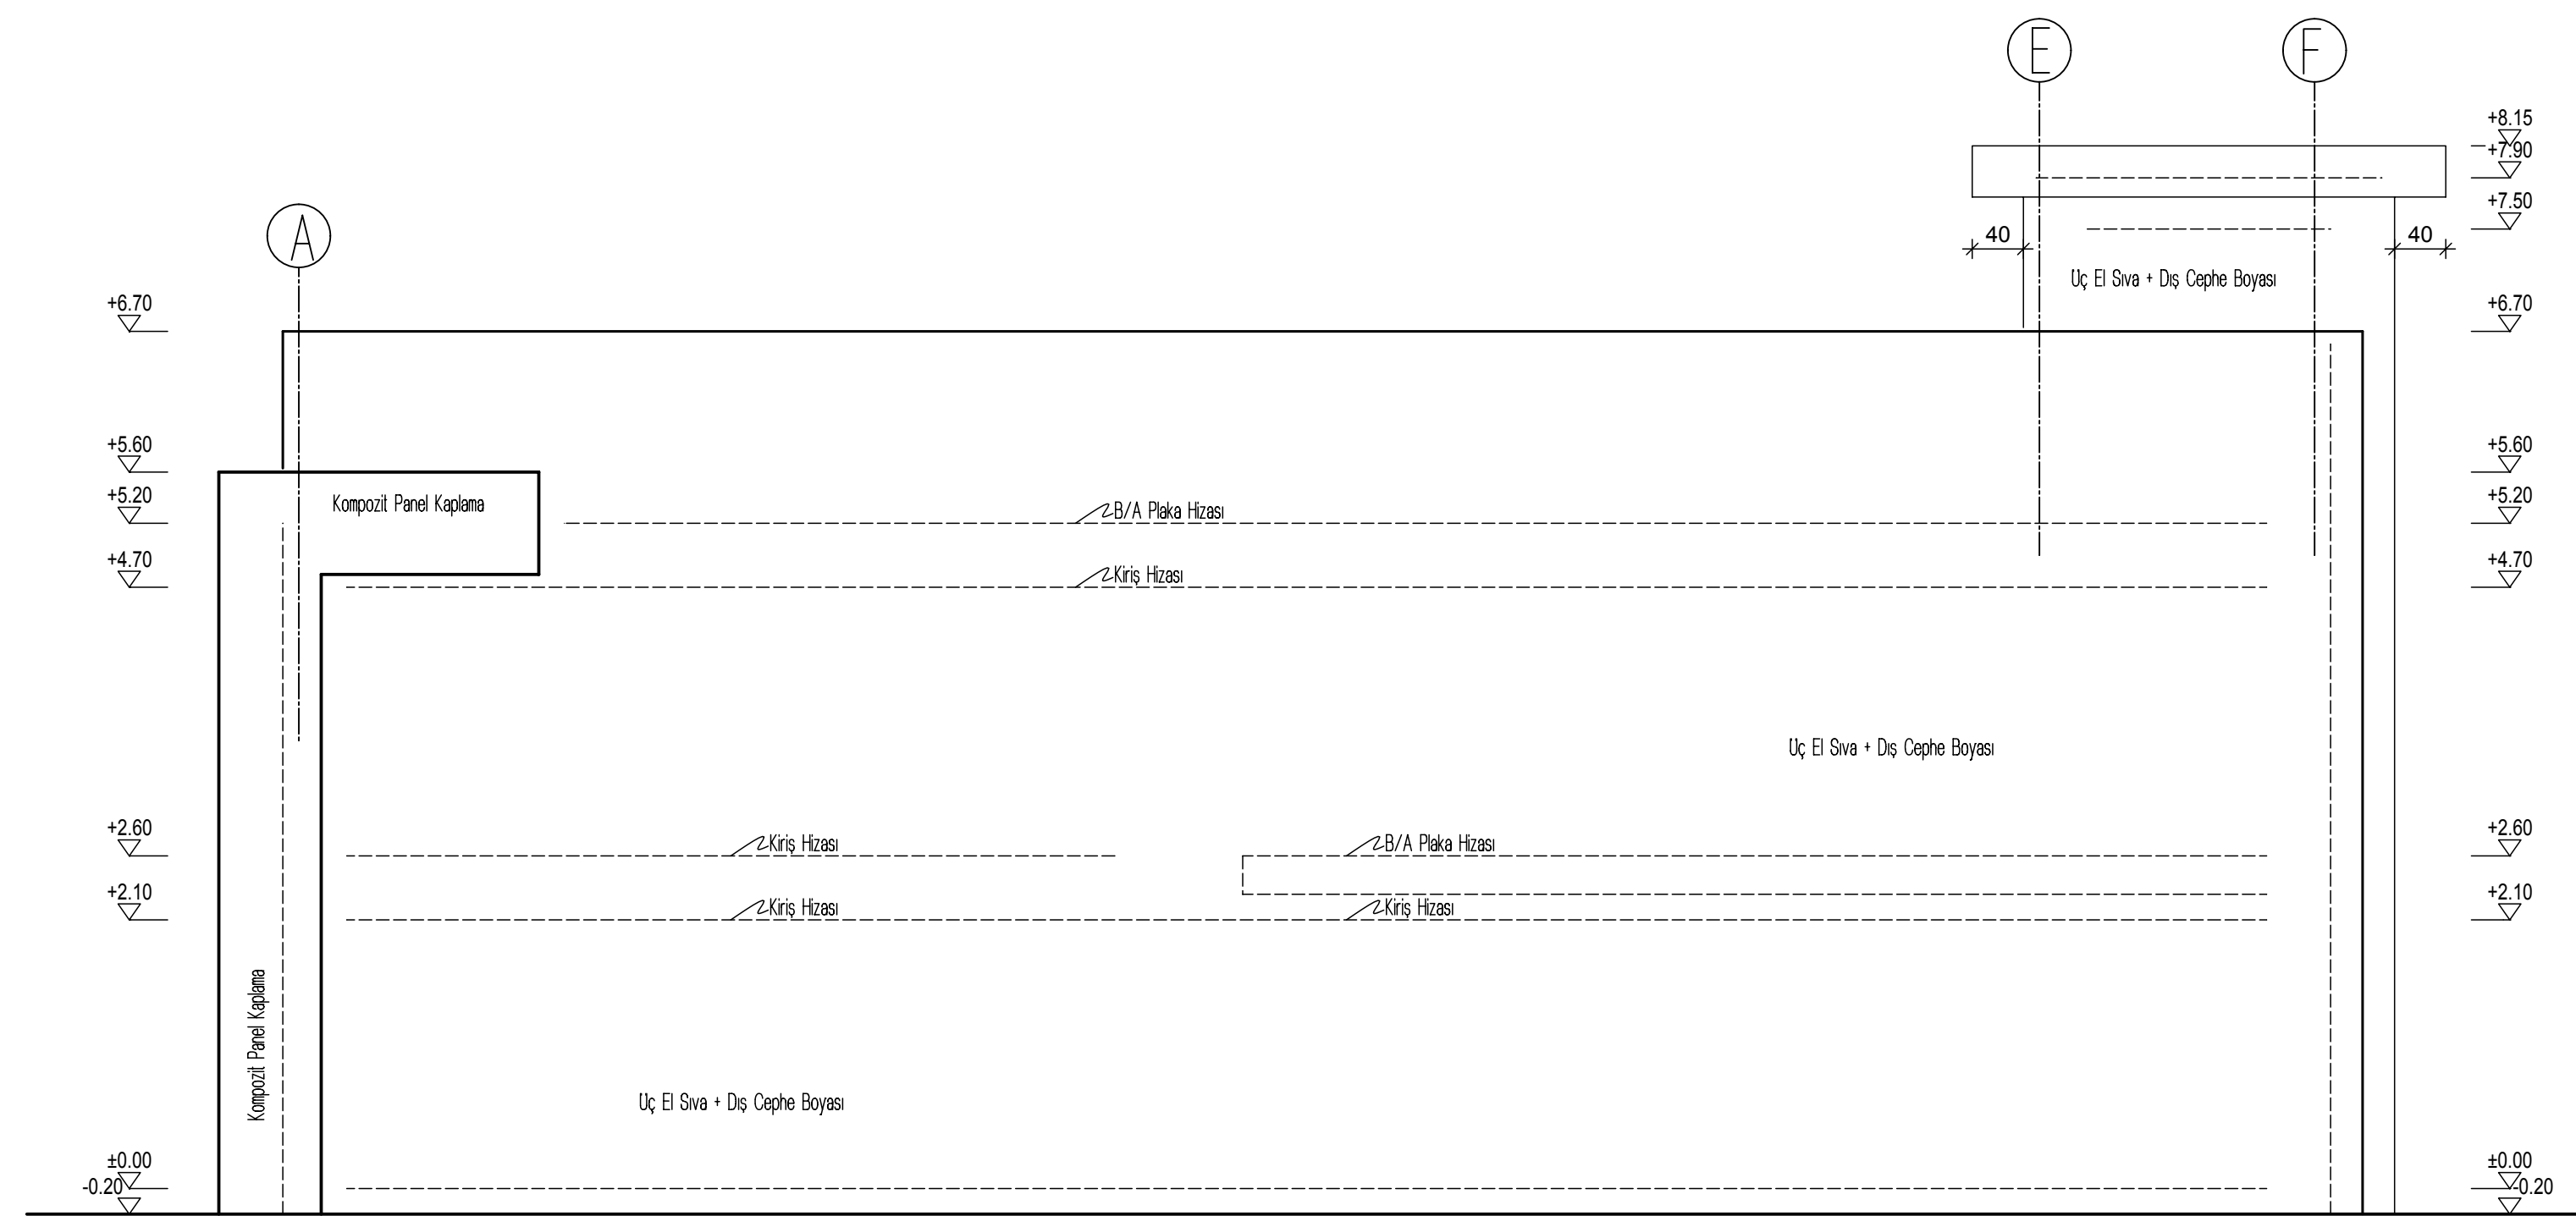 E F
+8.15
+7.90
A
+7.50
40 40
Üç El Sıva + Dış Cephe Boyası
+6.70 +6.70
+5.60 +5.60
+5.20 Kompozit Panel Kaplama B/A Plaka Hizası +5.20
+4.70 Kiriş Hizası +4.70
Üç El Sıva + Dış Cephe Boyası
+2.60 Kiriş Hizası B/A Plaka Hizası +2.60
+2.10 Kiriş Hizası Kiriş Hizası +2.10
Kompozit Panel Kaplama
Üç El Sıva + Dış Cephe Boyası
±0.00 ±0.00
-0.20 -0.20